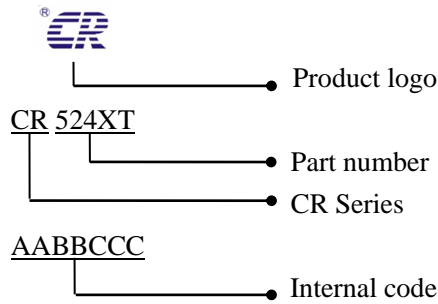 ® CR
Product logo
CR 524XT
Part number
CR Series
AABBCCC
Internal code